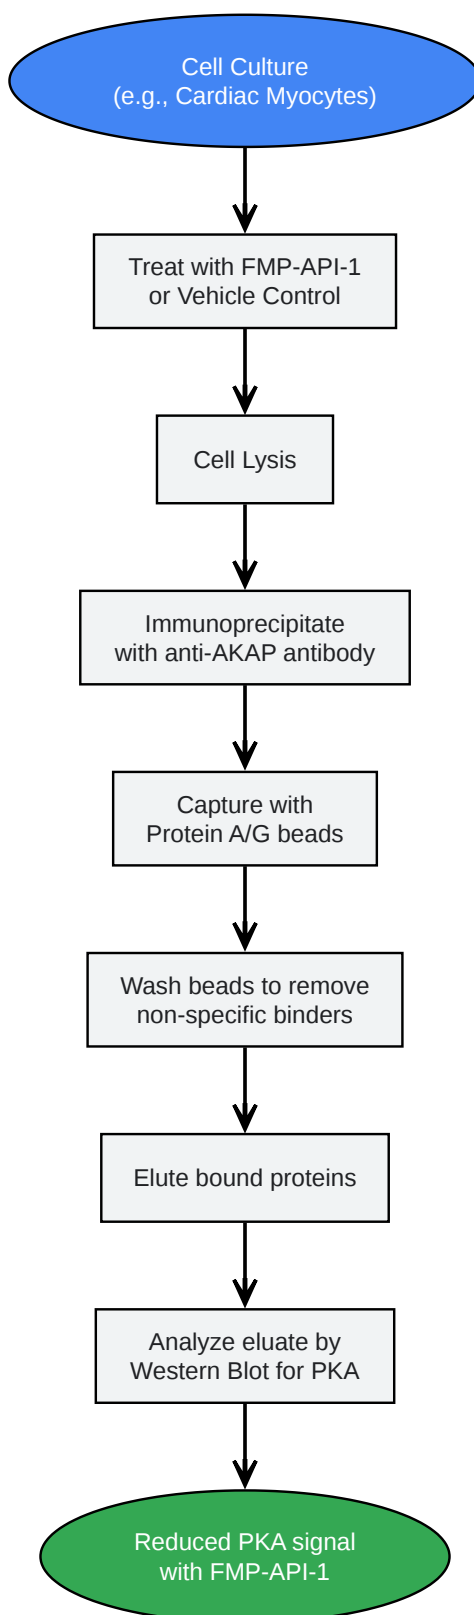 Cell Culture
(e.g., Cardiac Myocytes)
Treat with FMP-API-1
or Vehicle Control
Cell Lysis
Immunoprecipitate
with anti-AKAP antibody
Capture with
Protein A/G beads
Wash beads to remove
non-specific binders
Elute bound proteins
Analyze eluate by
Western Blot for PKA
Reduced PKA signal
with FMP-API-1